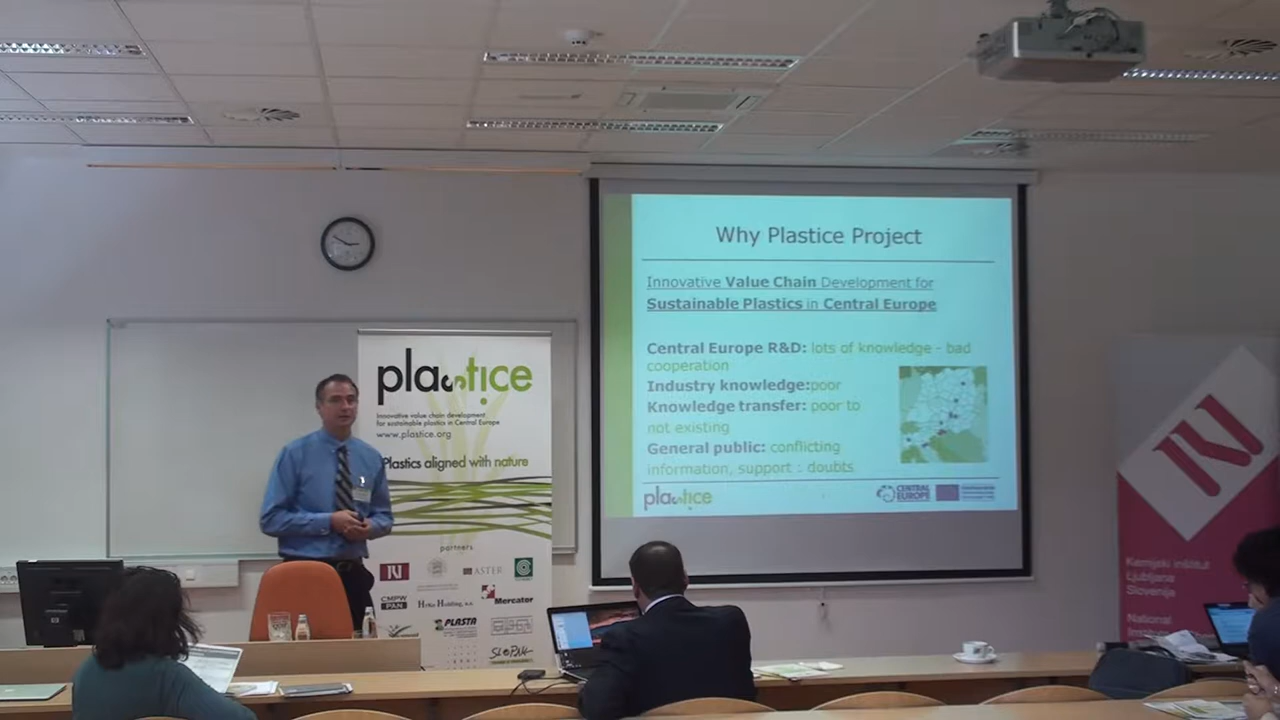 Why Plastice Project
Innovative Value Chain Development for
Sustainable Plastics in Central Europe
Central Europe R&D: lots of knowledge - bad
cooperation
Industry knowledge:poor
Knowledge transfer: poor to
not existing
General public: conflicting
information, support : doubts
plastice
CENTRAL
EUROPE
plastice
Innovative value chain development
for sustainable plastics in Central Europe
www.plastice.org
Plastics aligned with nature
partners
ASTER
CMPW
PAN
Mercator
PLASTA
Kemijski inštitut
Ljubljana
Slovenija
National